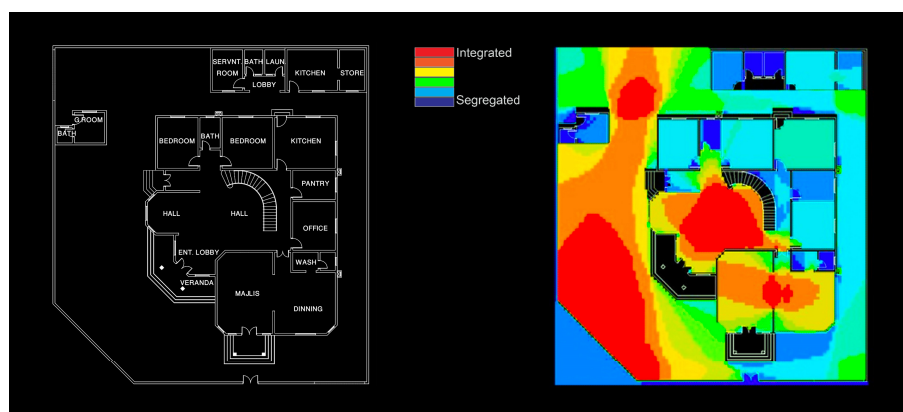 SERVNT. BATH LAUN.
ROOM
KITCHEN STORE
LOBBY
G.ROOM
BATH
BEDROOM
BATH
BEDROOM
KITCHEN
PANTRY
HALL
HALL
OFFICE
ENT. LOBBY
WASH
VERANDA
MAJLIS
DINNING
Integrated
Segregated